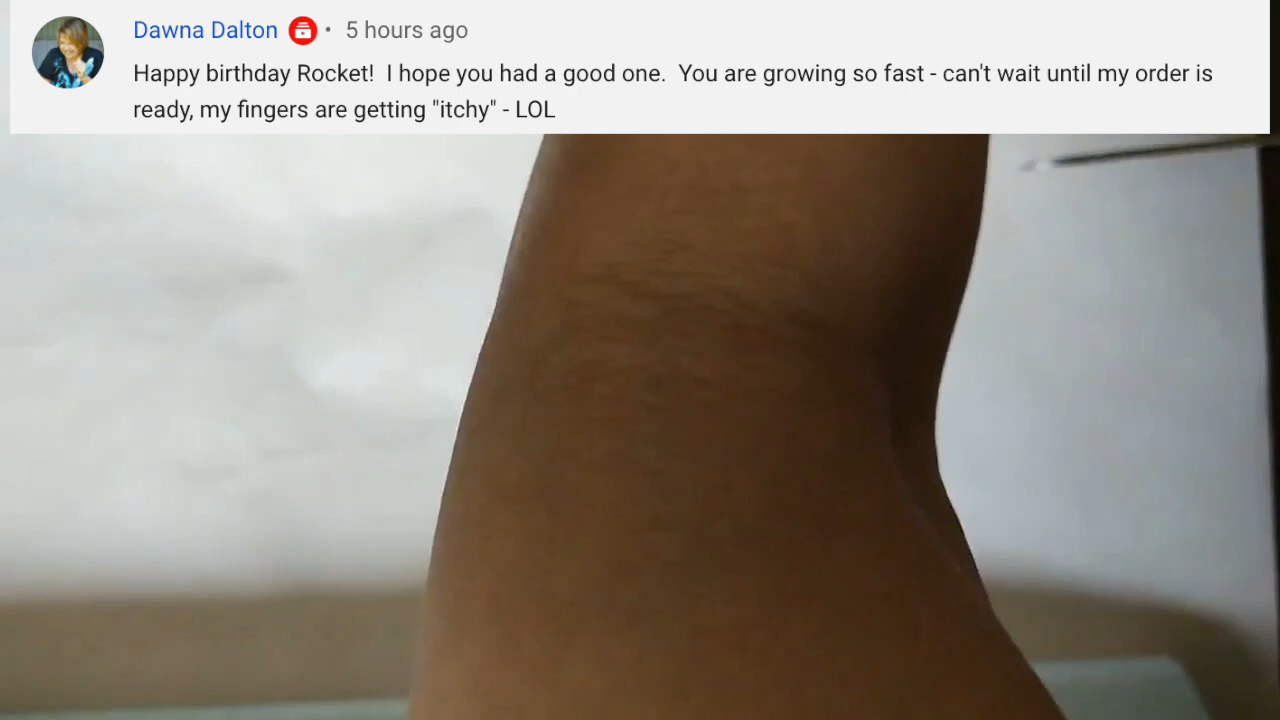 Dawna Dalton • 5 hours ago
Happy birthday Rocket!  I hope you had a good one.  You are growing so fast - can't wait until my order is
ready, my fingers are getting "itchy" - LOL